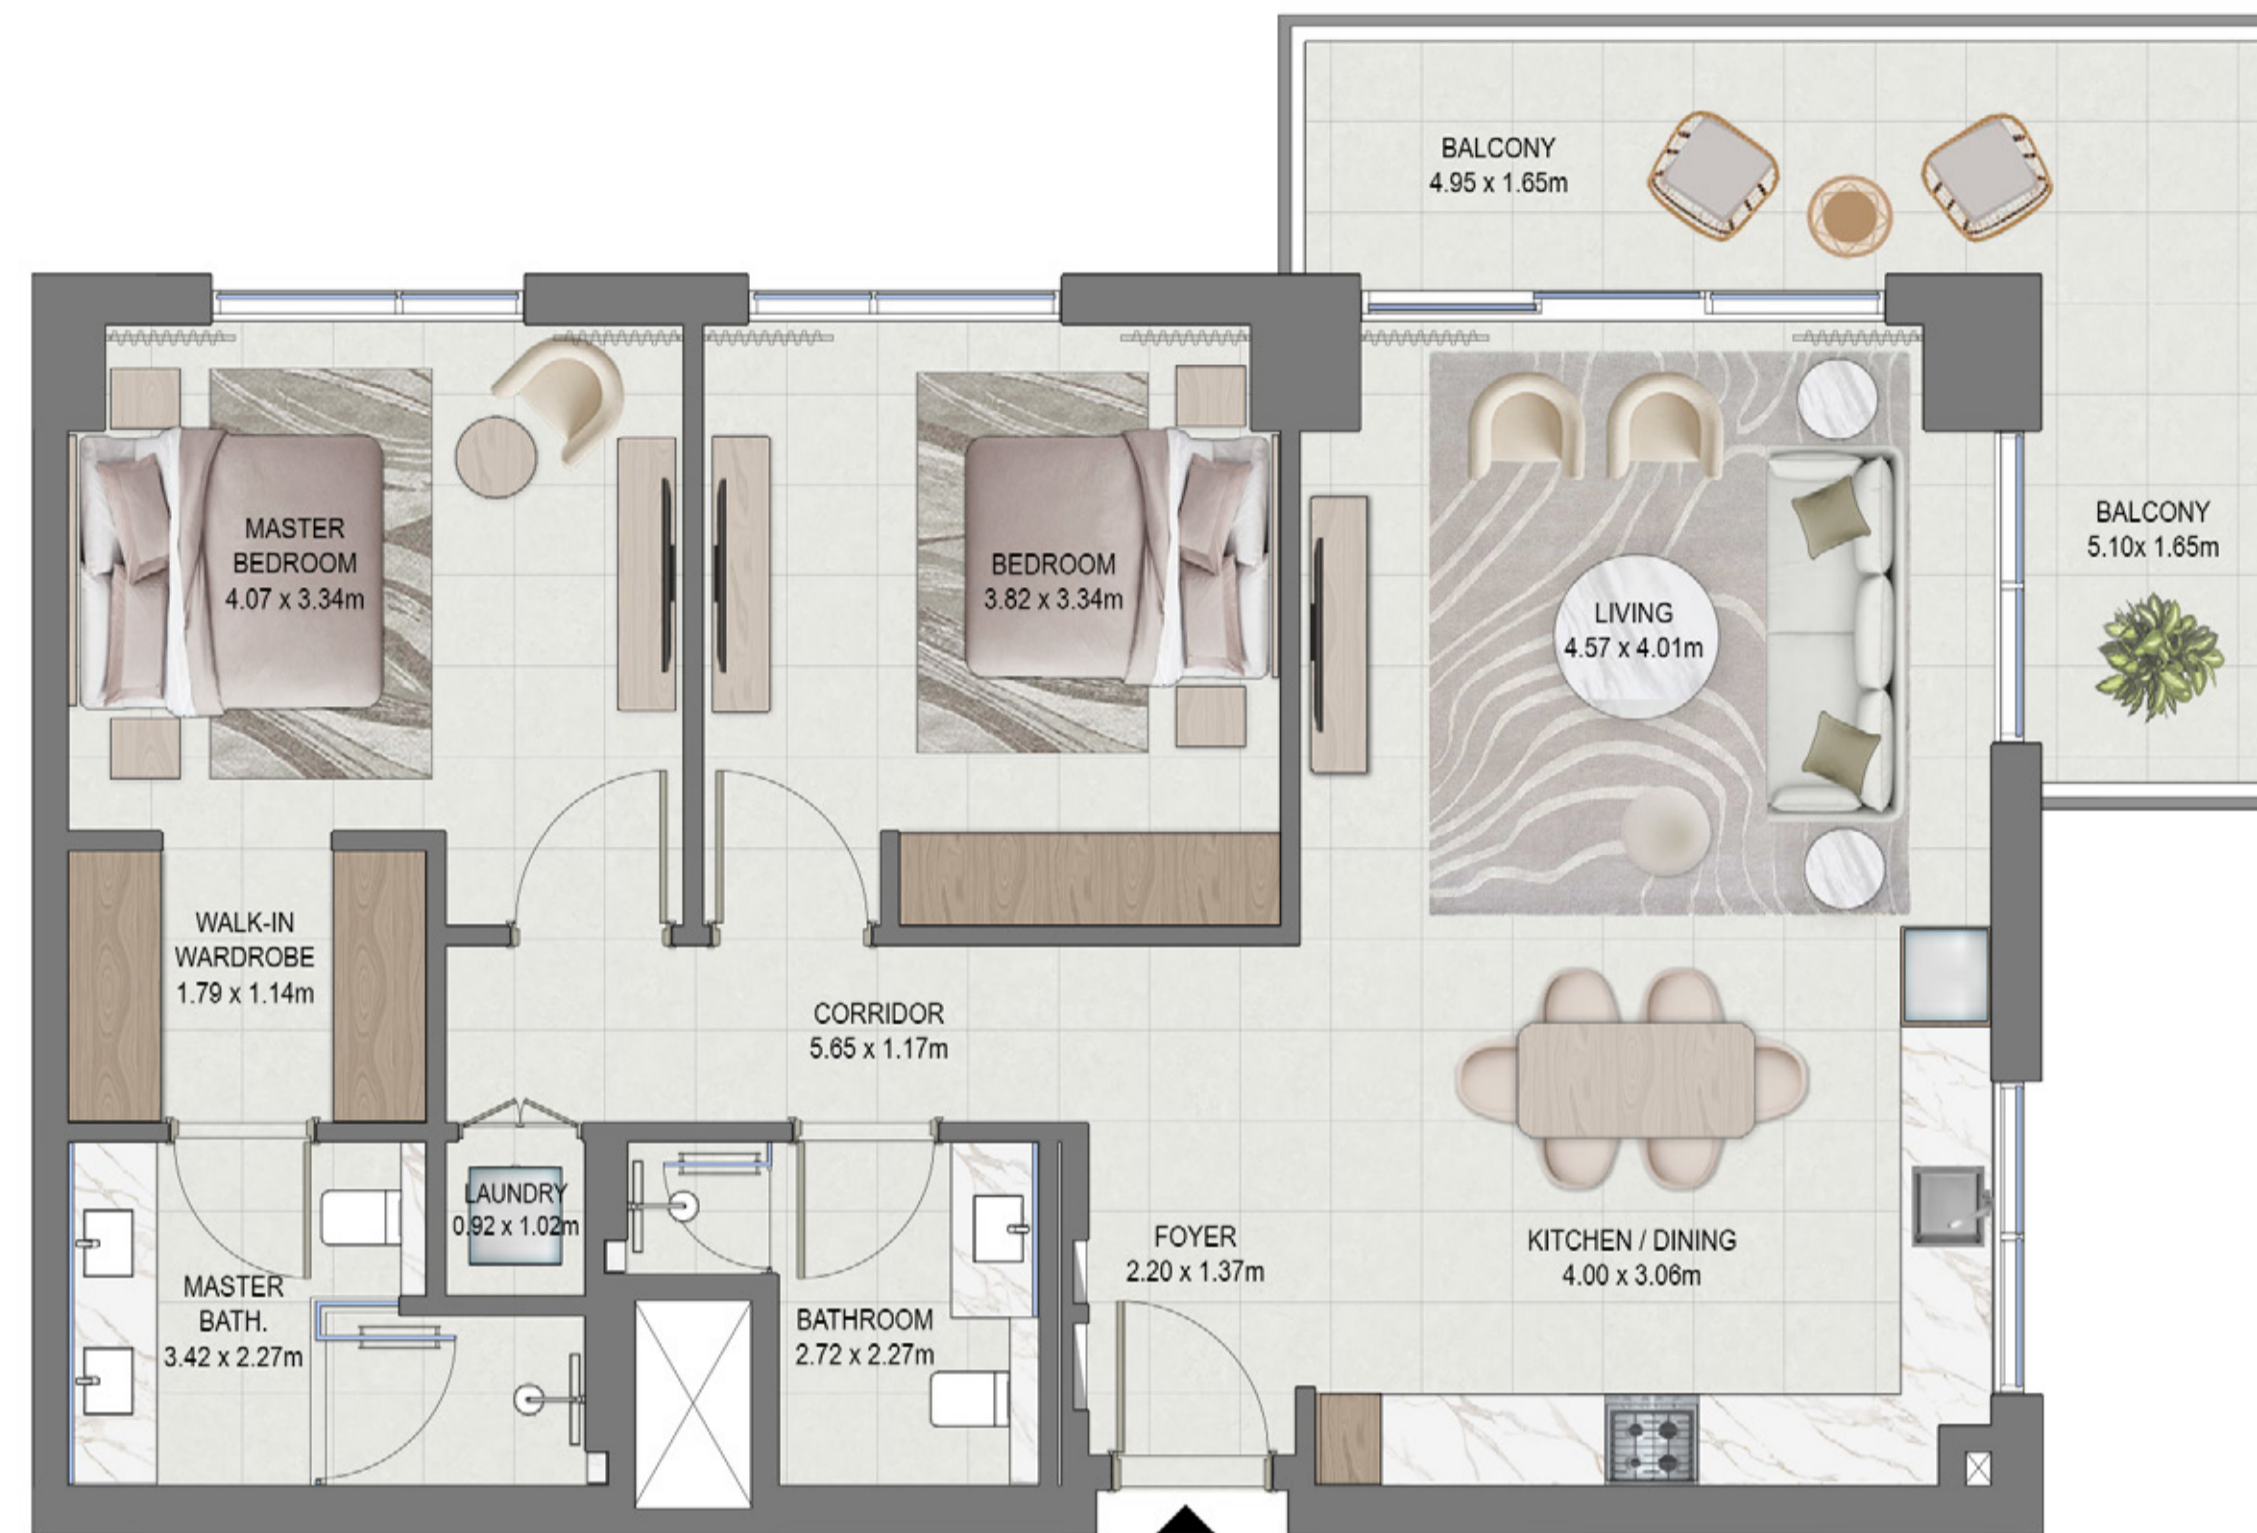 BALCONY
4.95 x 1.65m
BALCONY
5.10x 1.65m
MASTER
BEDROOM
4.07 x 3.34m
BEDROOM
3.82 x 3.34m
LIVING
4.57 x 4.01m
WALK-IN
WARDROBE
1.79 x 1.14m
CORRIDOR
5.65 x 1.17m
LAUNDRY
0.92 x 1.02m
MASTER
BATH.
3.42 x 2.27m
BATHROOM
2.72 x 2.27m
FOYER
2.20 x 1.37m
KITCHEN / DINING
4.00 x 3.06m